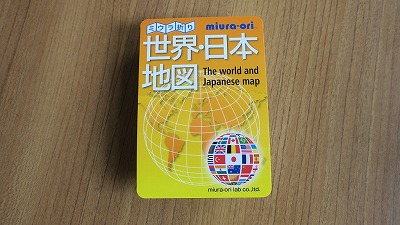 ミウラ折り miura-ori
世界・日本
地図 The world and
Japanese map
miura-ori lab co.,ltd.